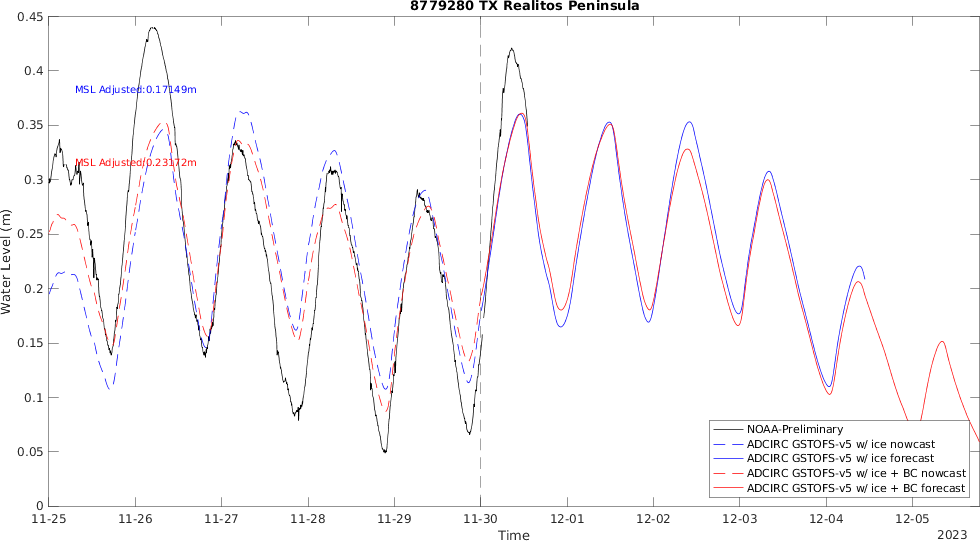 8779280 TX Realitos Peninsula
0.45
0.4
0.35
0.3
0.25
0.2
0.15
0.1
0.05
0
Water Level (m)
MSL Adjusted:0.17149m
MSL Adjusted:0.23172m
NOAA-Preliminary
ADCIRC GSTOFS-v5 w/ ice nowcast
ADCIRC GSTOFS-v5 w/ ice forecast
ADCIRC GSTOFS-v5 w/ ice + BC nowcast
ADCIRC GSTOFS-v5 w/ ice + BC forecast
11-25 11-26 11-27 11-28 11-29 11-30 12-01 12-02 12-03 12-04 12-05
Time
2023